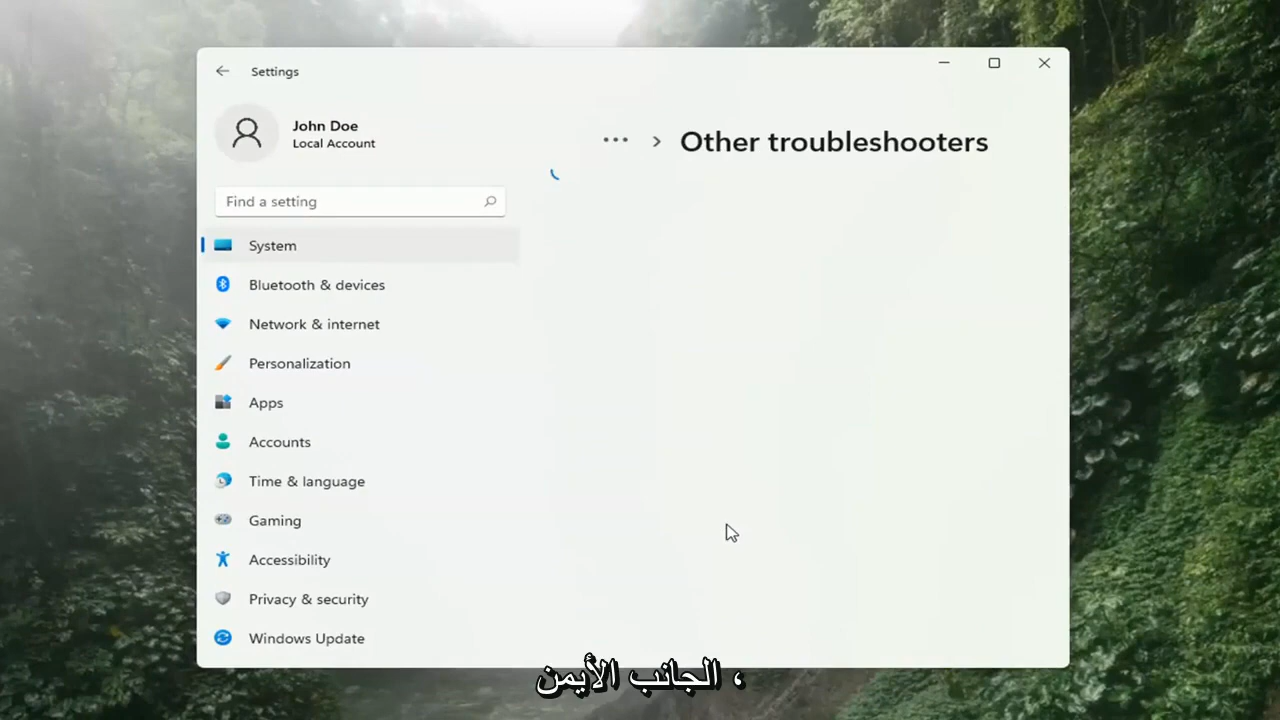 Settings
John Doe
Local Account
Find a setting
System
Bluetooth & devices
Network & internet
Personalization
Apps
Accounts
Time & language
Gaming
Accessibility
Privacy & security
Windows Update
... > Other troubleshooters
، الجانب الأيمن